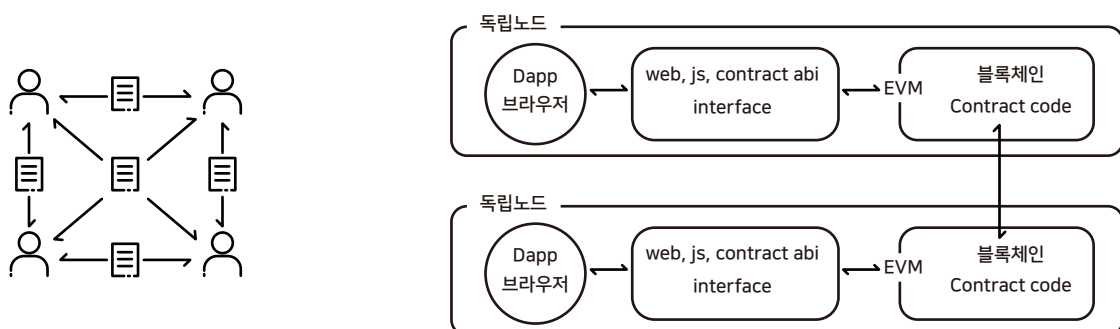 독립노드
Dapp
브라우저
web, js, contract abi
interface
EVM
블록체인
Contract code
독립노드
Dapp
브라우저
web, js, contract abi
interface
EVM
블록체인
Contract code